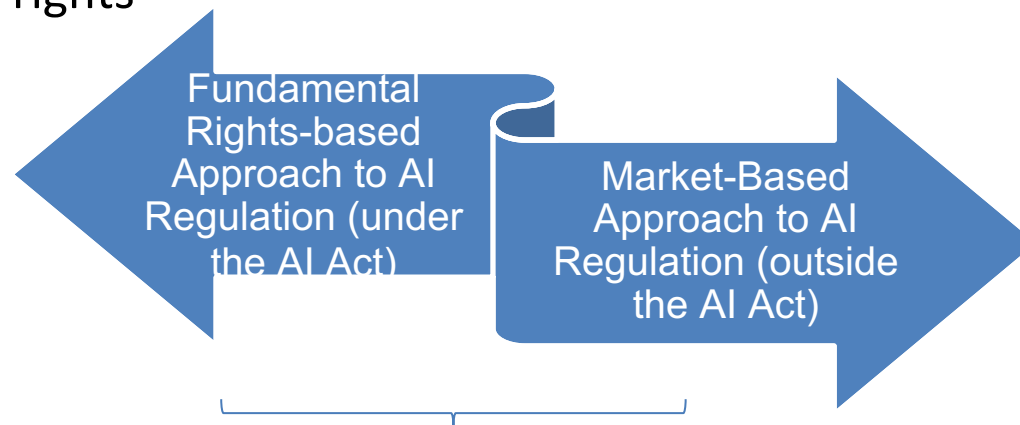 rights
Fundamental
Rights-based
Approach to AI
Regulation (under
the AI Act)
Market-Based
Approach to AI
Regulation (outside
the AI Act)